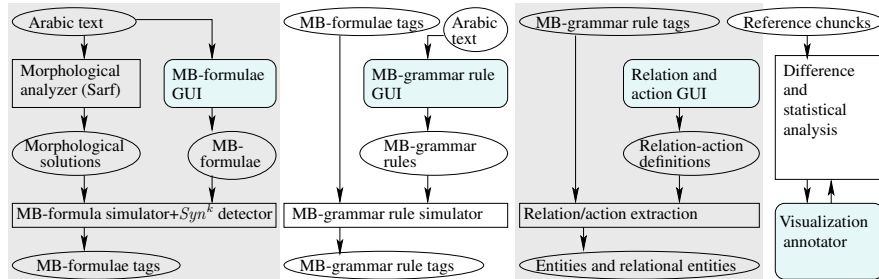 Arabic text
Morphological
analyzer (Sarf)
MB-formulae
GUI
Morphological
solutions
MB-
formulae
MB-formula simulator+Syn^k detector
MB-formulae tags
MB-formulae tags
Arabic
text
MB-grammar rule
GUI
MB-grammar
rules
MB-grammar rule simulator
MB-grammar rule tags
MB-grammar rule tags
Relation and
action GUI
Relation-action
definitions
Relation/action extraction
Entities and relational entities
Reference chuncks
Difference
and
statistical
analysis
Visualization
annotator